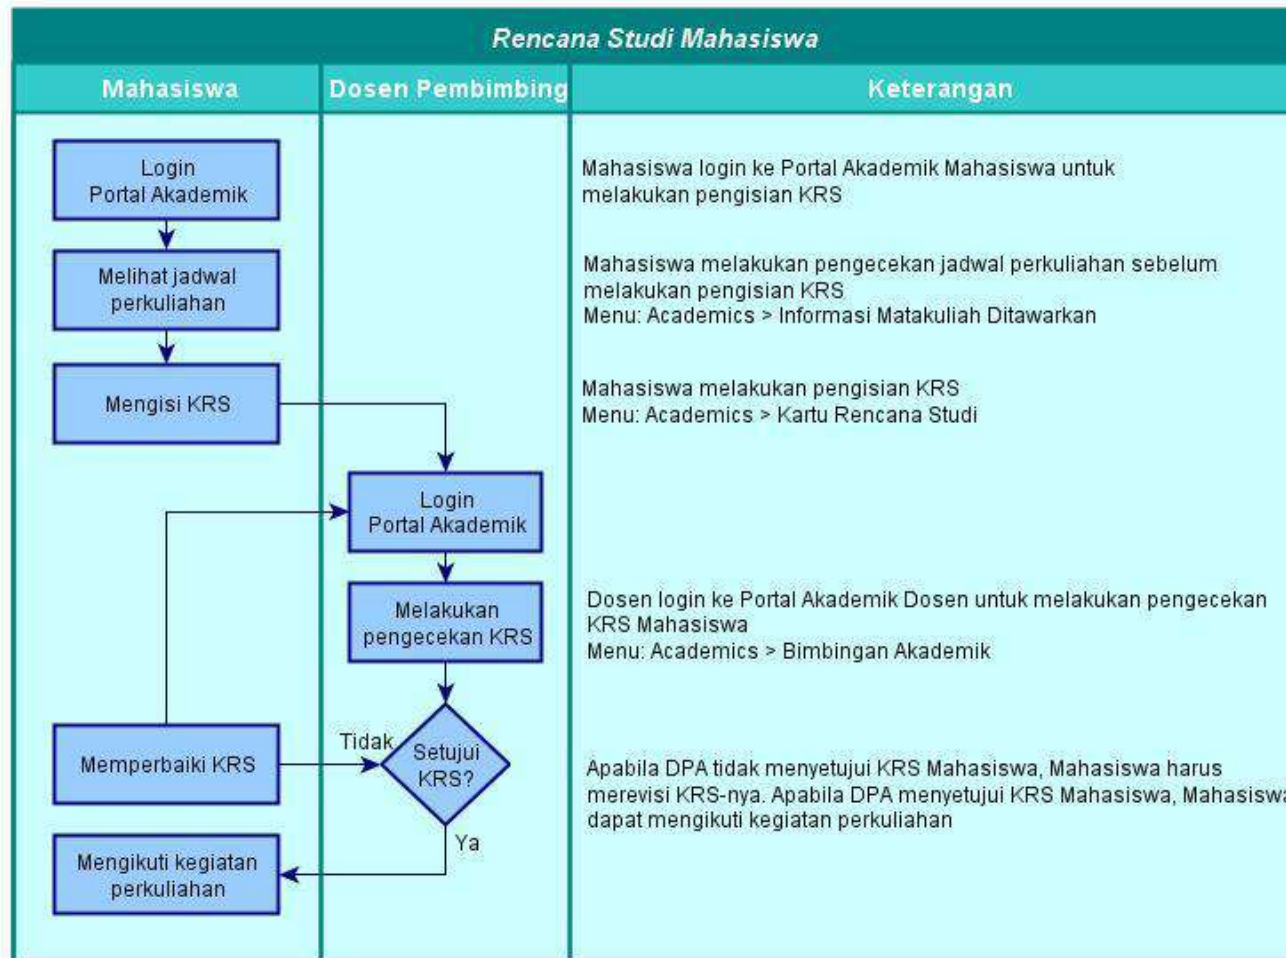 Rencana Studi Mahasiswa
Mahasiswa
Dosen Pembimbing
Keterangan
Login
Portal Akademik
Mahasiswa login ke Portal Akademik Mahasiswa untuk
melakukan pengisian KRS
Melihat jadwal
perkuliahan
Mahasiswa melakukan pengecekan jadwal perkuliahan sebelum
melakukan pengisian KRS
Menu: Academics > Informasi Matakuliah Ditawarkan
Mengisi KRS
Mahasiswa melakukan pengisian KRS
Menu: Academics > Kartu Rencana Studi
Login
Portal Akademik
Melakukan
pengecekan KRS
Dosen login ke Portal Akademik Dosen untuk melakukan pengecekan
KRS Mahasiswa
Menu: Academics > Bimbingan Akademik
Memperbaiki KRS
Tidak
Setujui
KRS?
Apabila DPA tidak menyetujui KRS Mahasiswa, Mahasiswa harus
merevisi KRS-nya. Apabila DPA menyetujui KRS Mahasiswa, Mahasiswa
dapat mengikuti kegiatan perkuliahan
Ya
Mengikuti kegiatan
perkuliahan